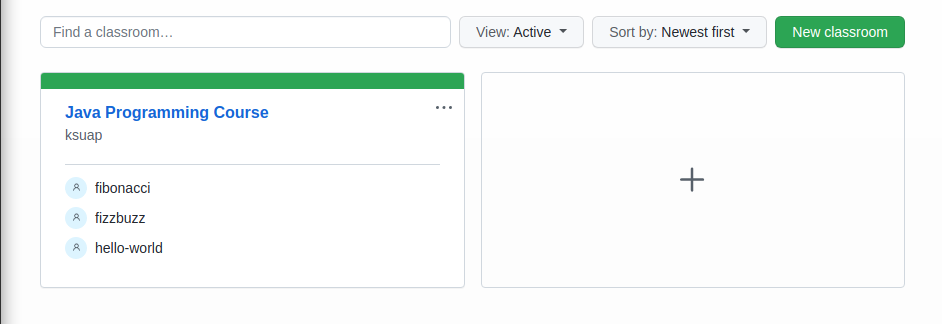 Find a classroom…
View: Active
Sort by: Newest first
New classroom
Java Programming Course
ksuap
fibonacci
fizzbuzz
hello-world